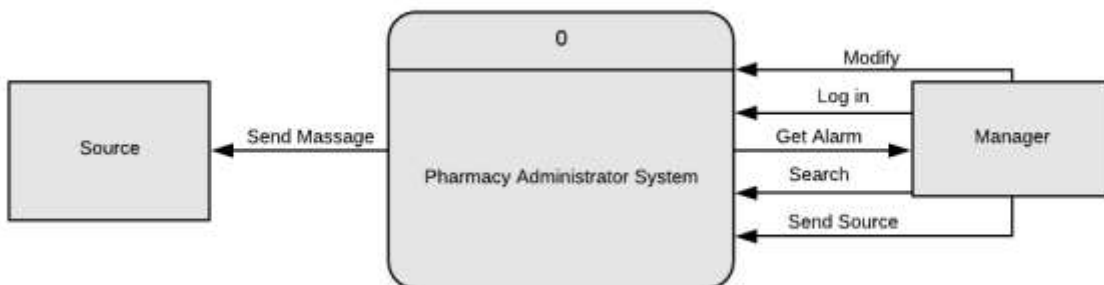 0
Modify
Log in
Source
Send Massage
Get Alarm
Manager
Pharmacy Administrator System
Search
Send Source